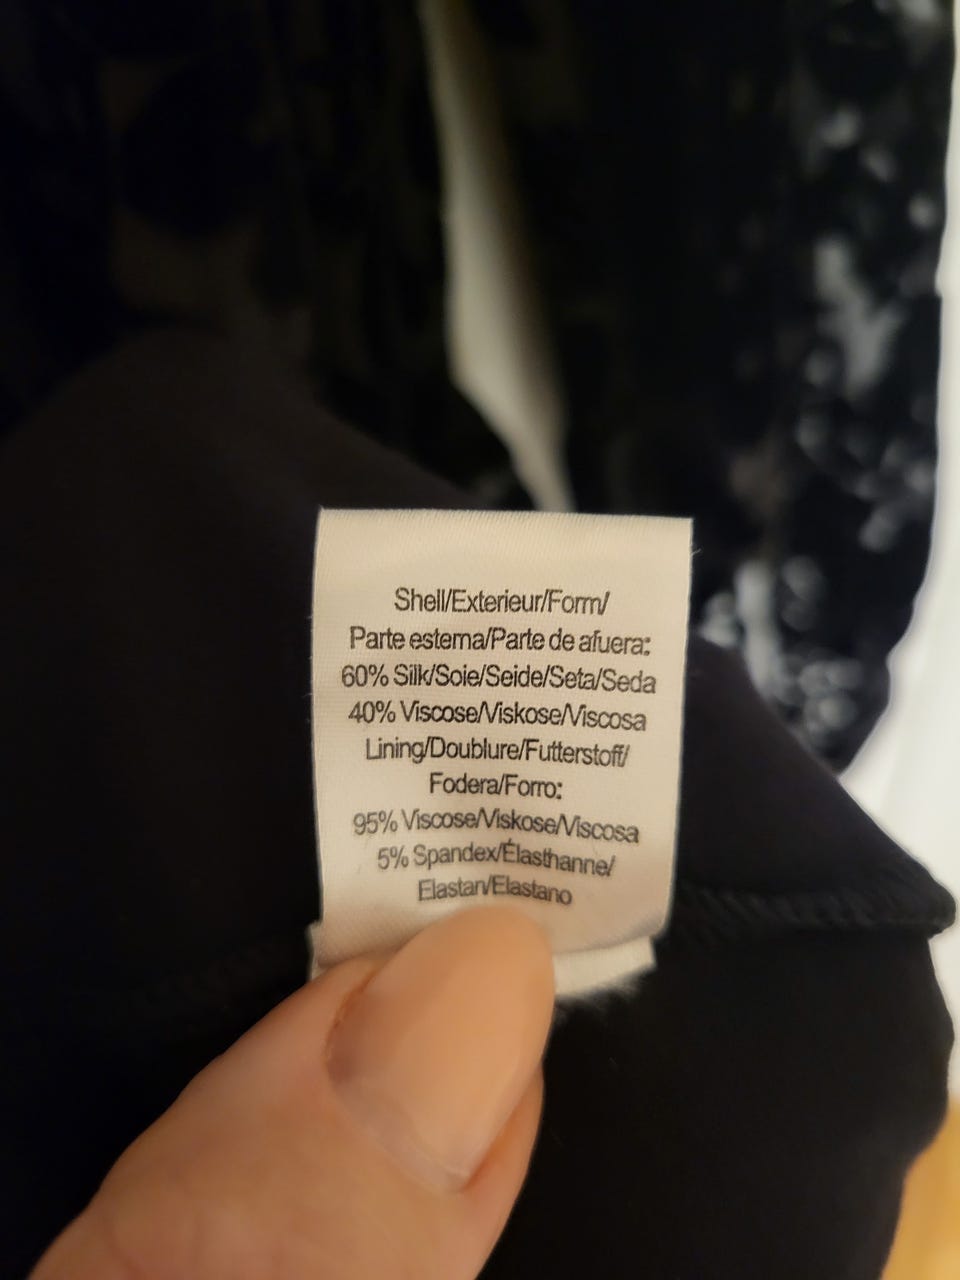 Shell/Exterieur/Form/
Parte esterna/Parte de afuera:
60% Silk/Soie/Seide/Seta/Seda
40% Viscose/Viskose/Viscosa
Lining/Doublure/Futterstoff/
Fodera/Forro:
95% Viscose/Viskose/Viscosa
5% Spandex/Élasthanne/
Elastan/Elastano